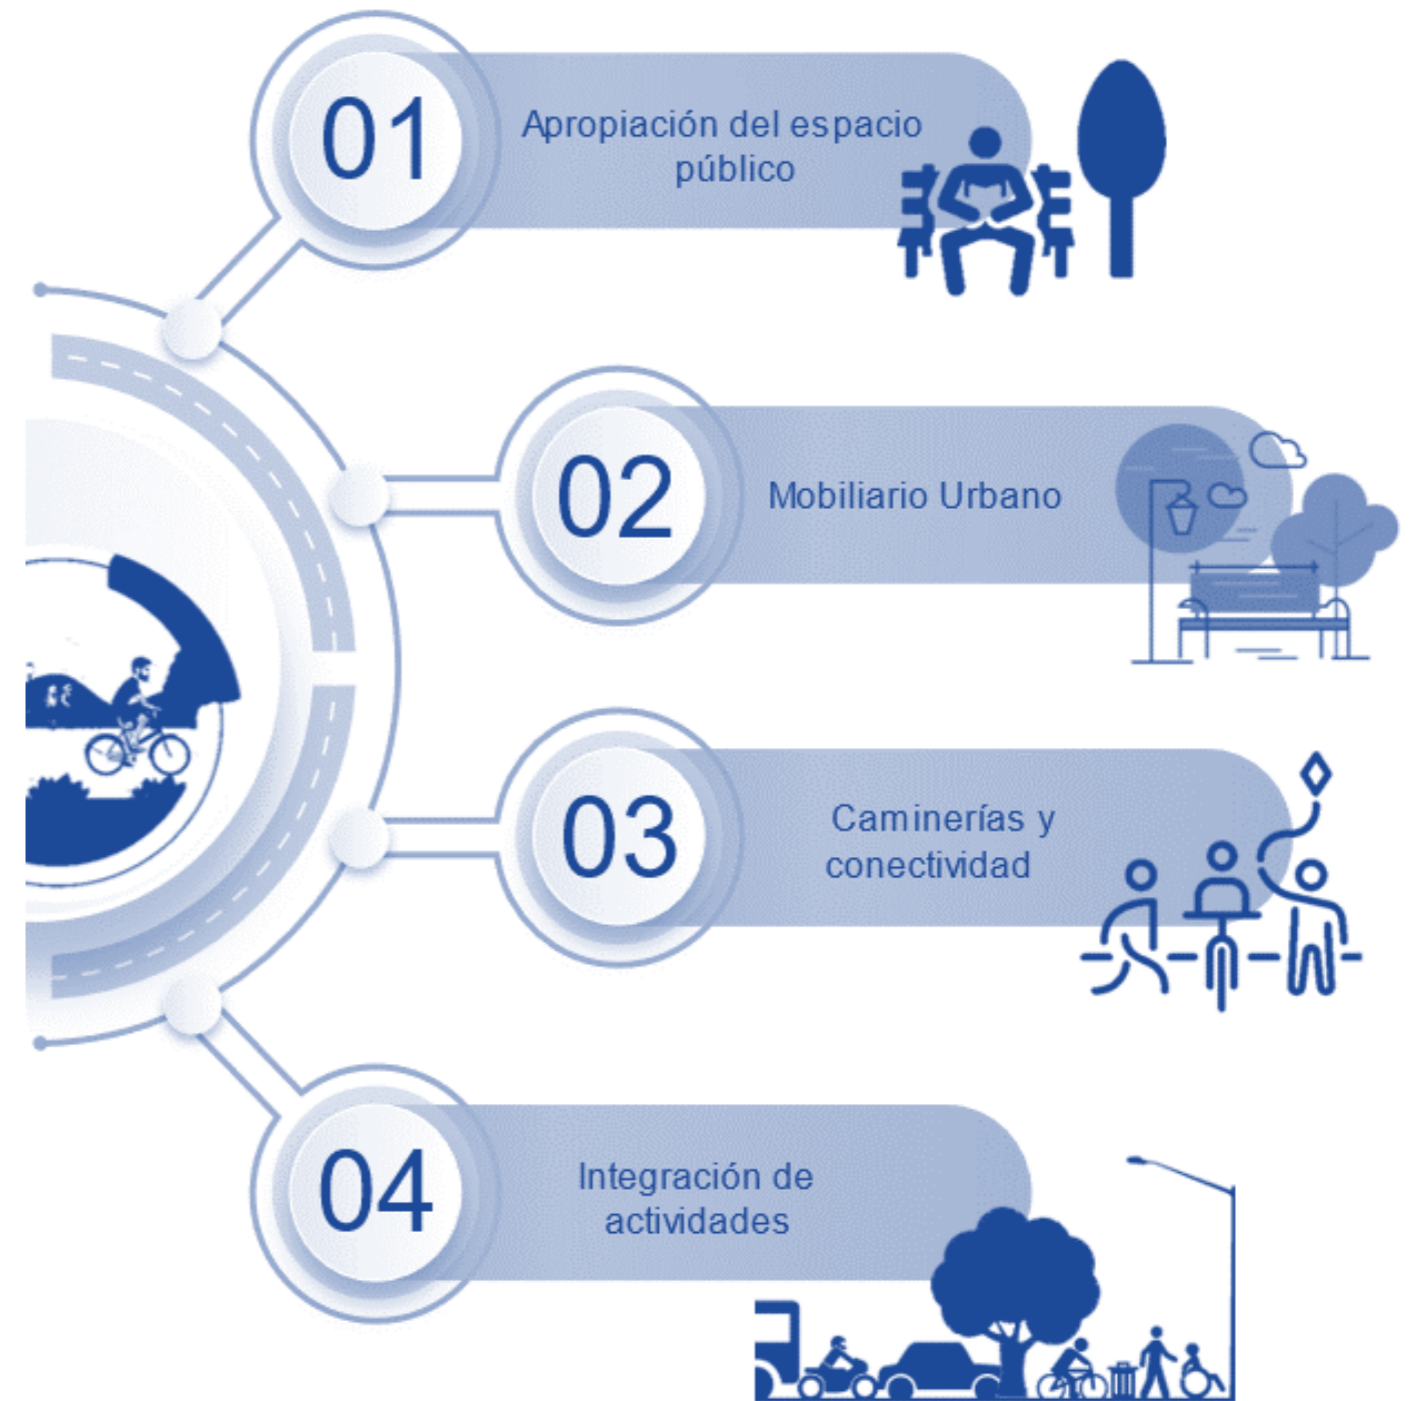 01
Apropiación del espacio
público
02
Mobiliario Urbano
03
Caminerías y
conectividad
04
Integración de
actividades